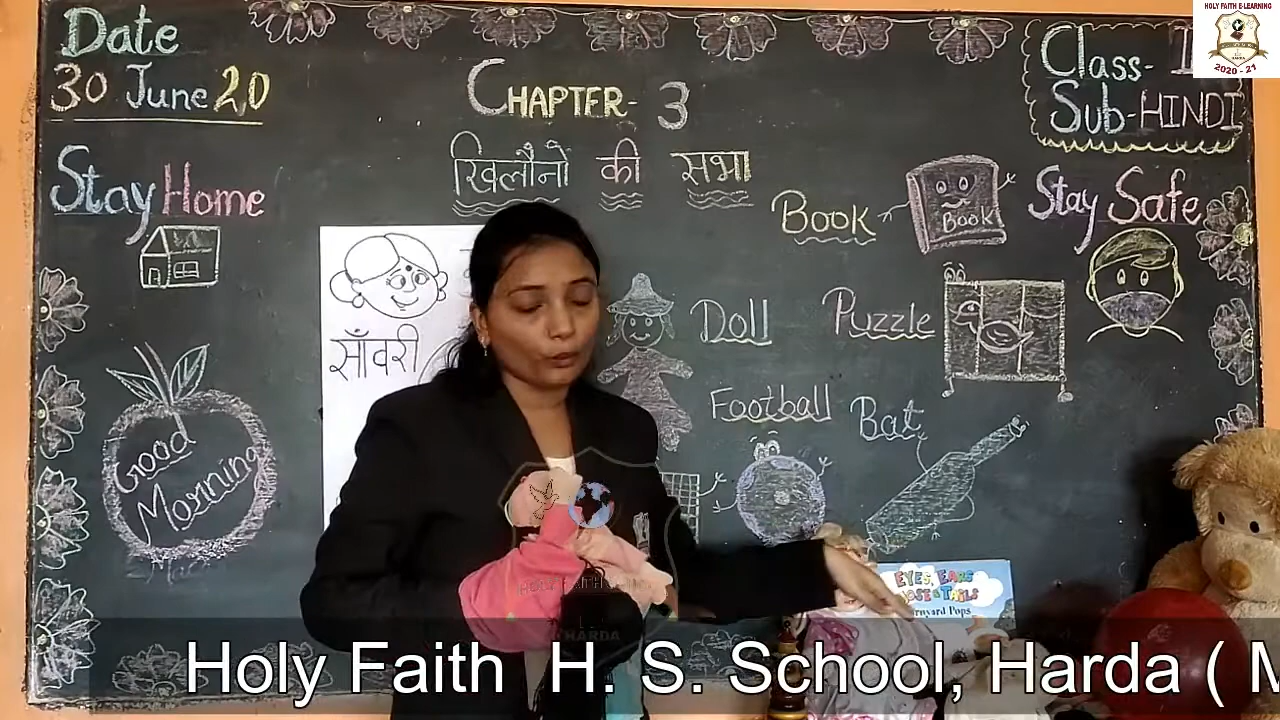 HOLY FAITH E-LEARNING
HARDA
2020 - 21
Date
30 June 20
CHAPTER- 3
Class- I
Sub-HINDI
खिलौनों की सभा
Stay Home
Stay Safe
Book
Book
साँवरी
Doll
Puzzle
Football
Bat
Good
Morning
EYES, EARS
NOSE & TAILS
Barnyard Pops
HARDA
Holy Faith H. S. School, Harda ( M